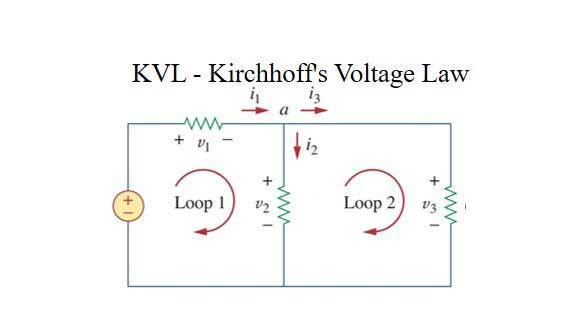 KVL - Kirchhoff's Voltage Law
i1 i3
a
+ v1 −
i2
+
−
Loop 1
+
v2
−
Loop 2
+
v3
−